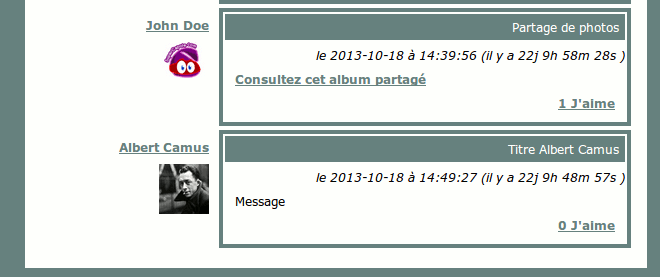 John Doe
Partage de photos
le 2013-10-18 à 14:39:56 (il y a 22j 9h 58m 28s )
Consultez cet album partagé
1 J'aime
Albert Camus
Titre Albert Camus
le 2013-10-18 à 14:49:27 (il y a 22j 9h 48m 57s )
Message
0 J'aime